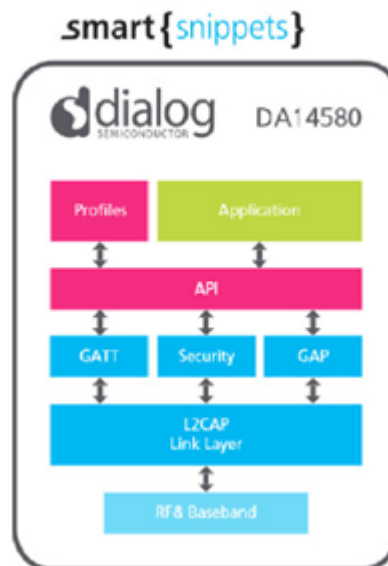 .smart{snippets}
dialog DA14580
SEMICONDUCTOR
Profiles Application
API
GATT Security GAP
L2CAP
Link Layer
RF& Baseband